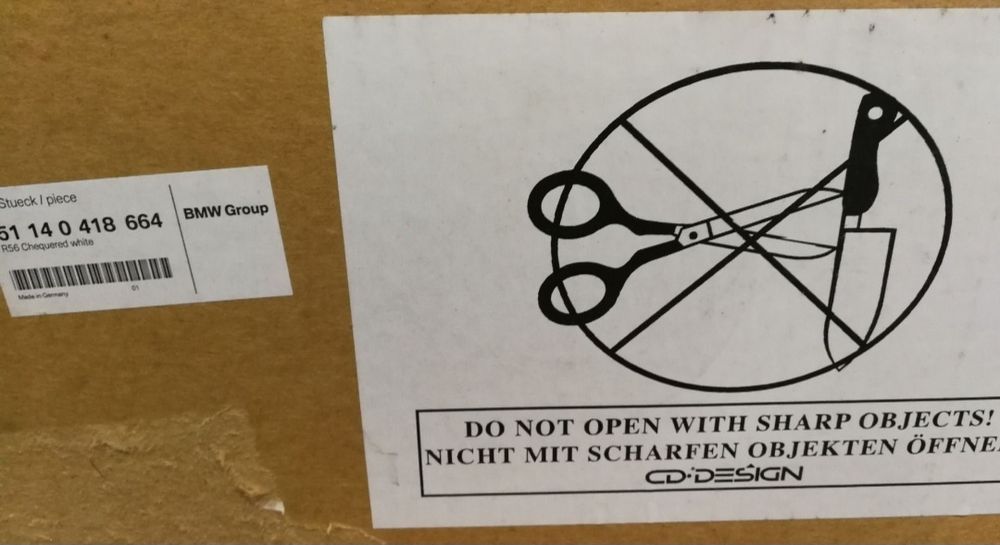 Stueck / piece
51 14 0 418 664
R56 Chequered white
Made in Germany
01
BMW Group
DO NOT OPEN WITH SHARP OBJECTS!
NICHT MIT SCHARFEN OBJEKTEN ÖFFNE
CD-DESIGN